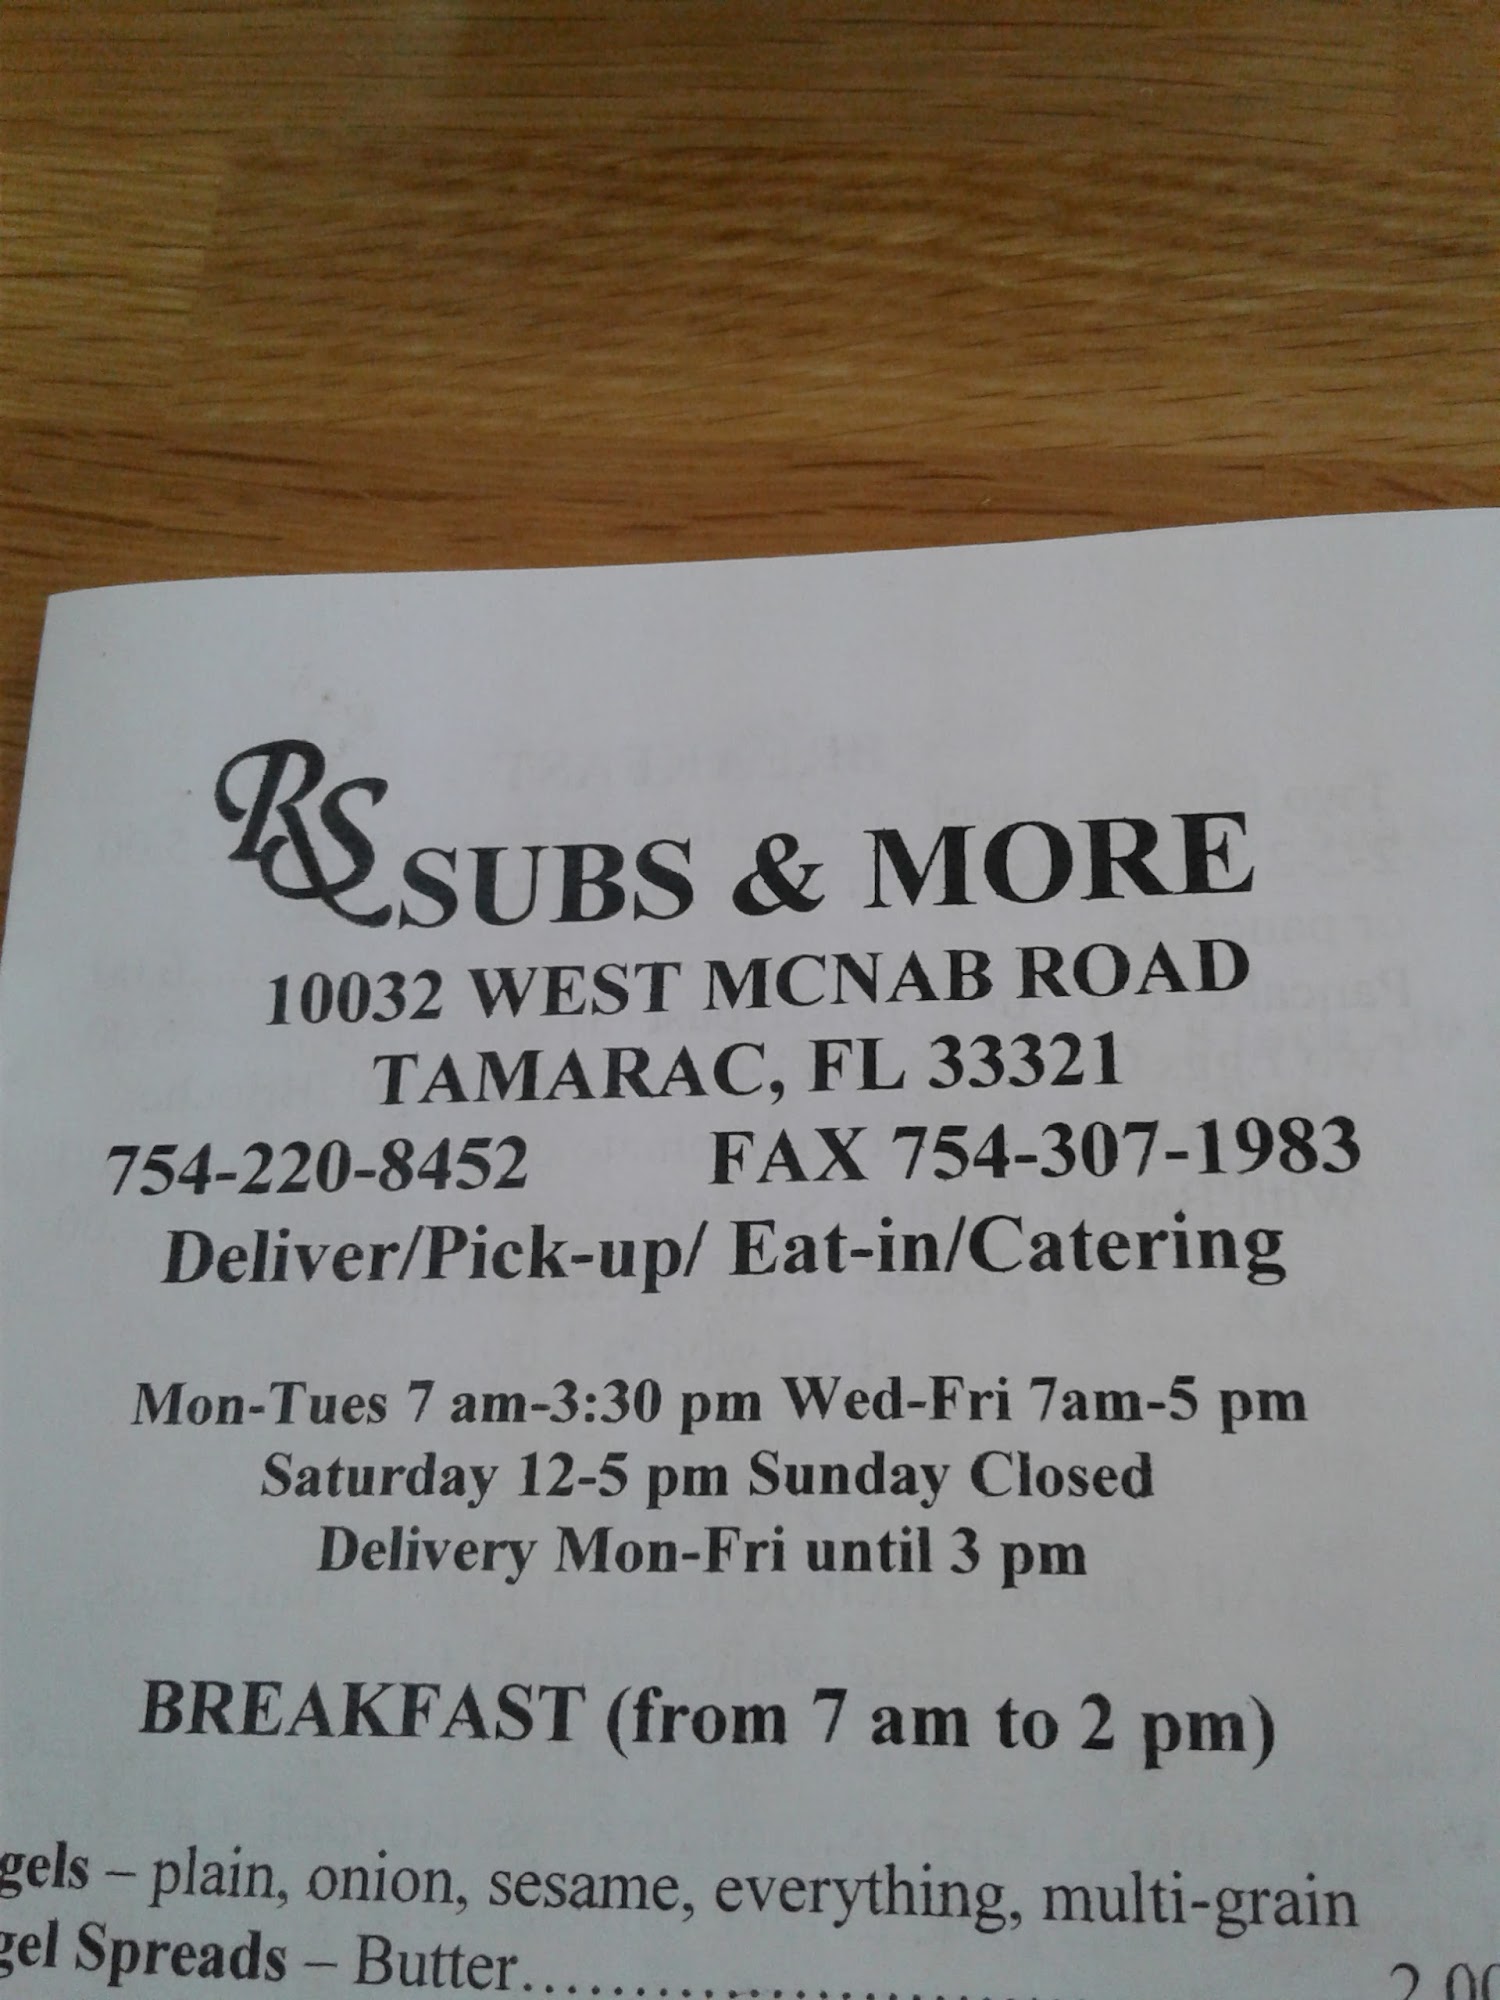 RS SUBS & MORE
10032 WEST MCNAB ROAD
TAMARAC, FL 33321
754-220-8452 FAX 754-307-1983
Deliver/Pick-up/ Eat-in/Catering
Mon-Tues 7 am-3:30 pm Wed-Fri 7am-5 pm
Saturday 12-5 pm Sunday Closed
Delivery Mon-Fri until 3 pm
BREAKFAST (from 7 am to 2 pm)
gels – plain, onion, sesame, everything, multi-grain
gel Spreads – Butter.............................. 2.00